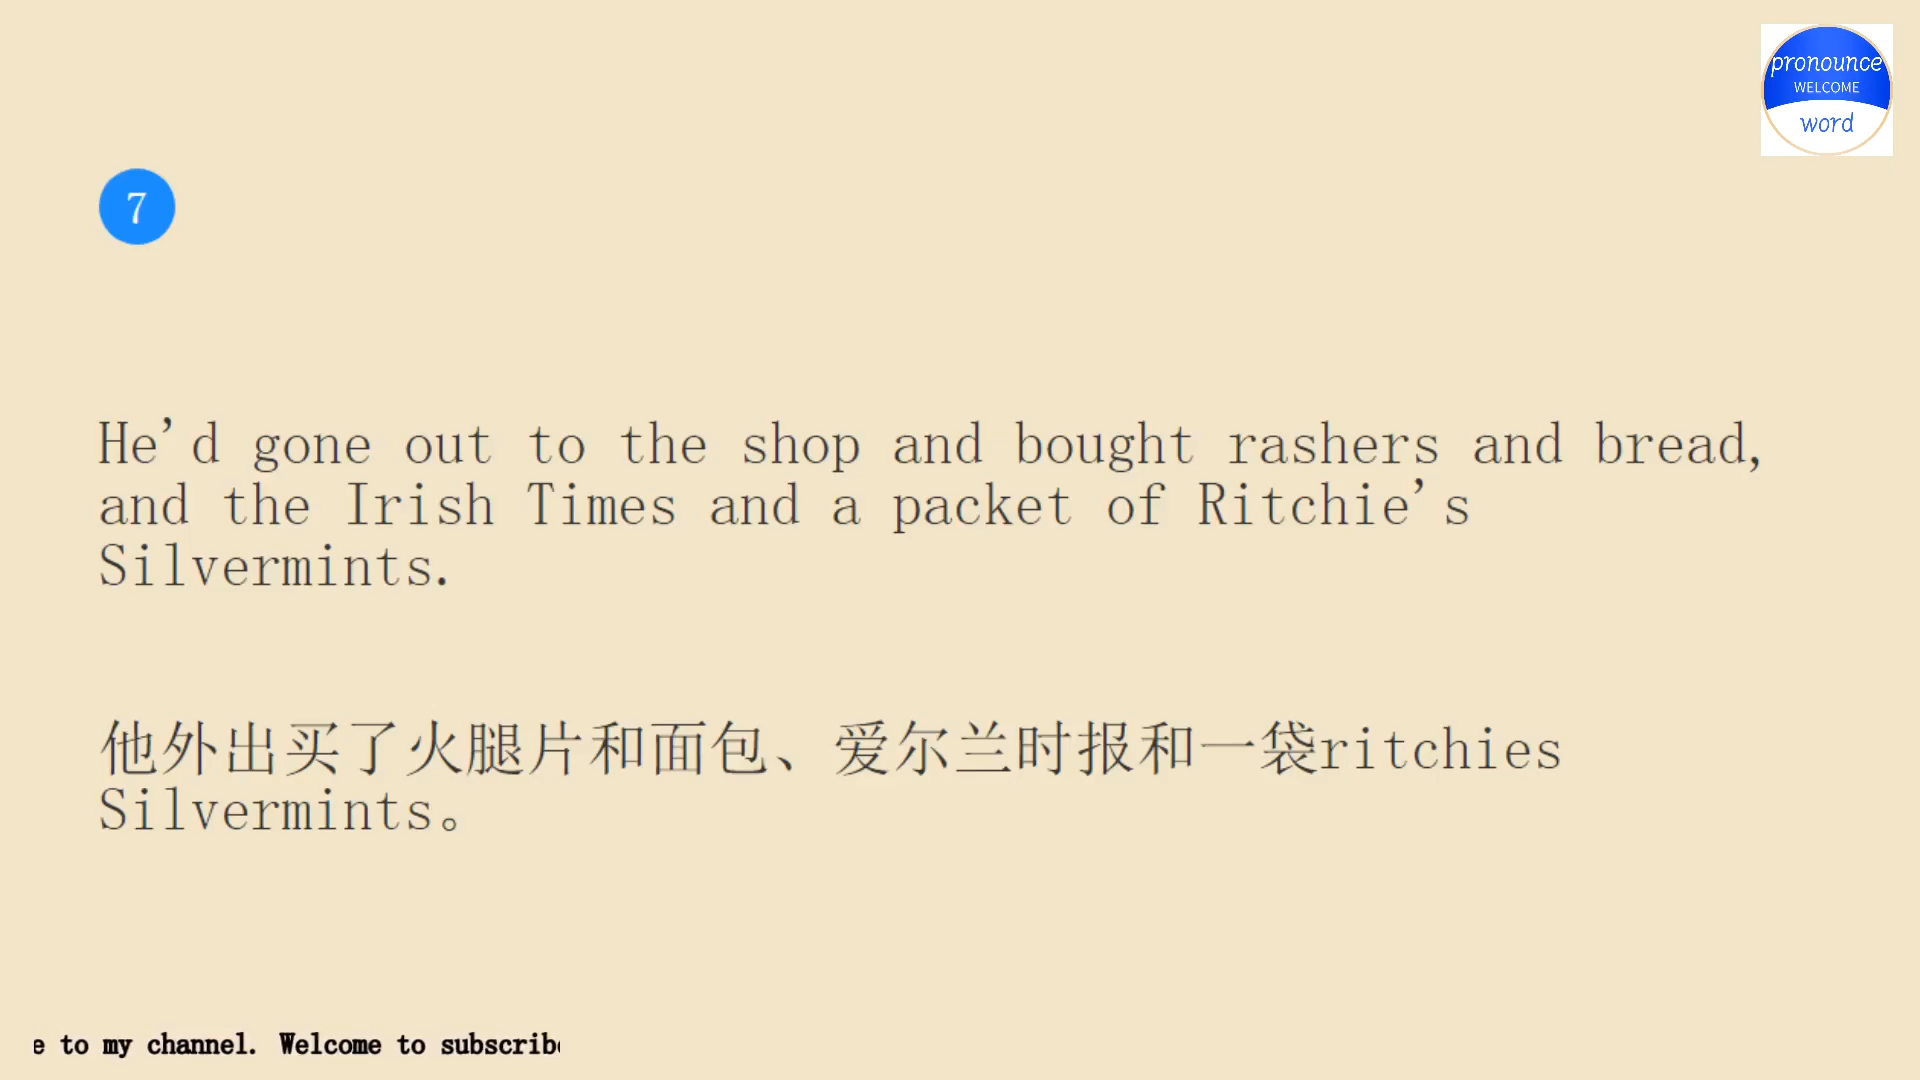 pronounce
WELCOME
word
7
He'd gone out to the shop and bought rashers and bread,
and the Irish Times and a packet of Ritchie's
Silvermints.
他外出买了火腿片和面包、爱尔兰时报和一袋ritchies
Silvermints。
e to my channel. Welcome to subscribe